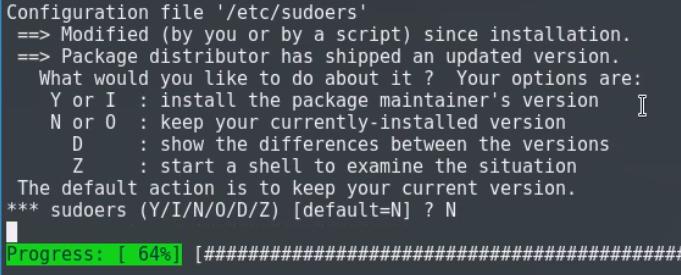 Configuration file '/etc/sudoers'
==> Modified (by you or by a script) since installation.
==> Package distributor has shipped an updated version.
What would you like to do about it ?  Your options are:
Y or I  : install the package maintainer's version
N or O  : keep your currently-installed version
D     : show the differences between the versions
Z     : start a shell to examine the situation
The default action is to keep your current version.
*** sudoers (Y/I/N/O/D/Z) [default=N] ? N
Progress: [ 64%] [############################################